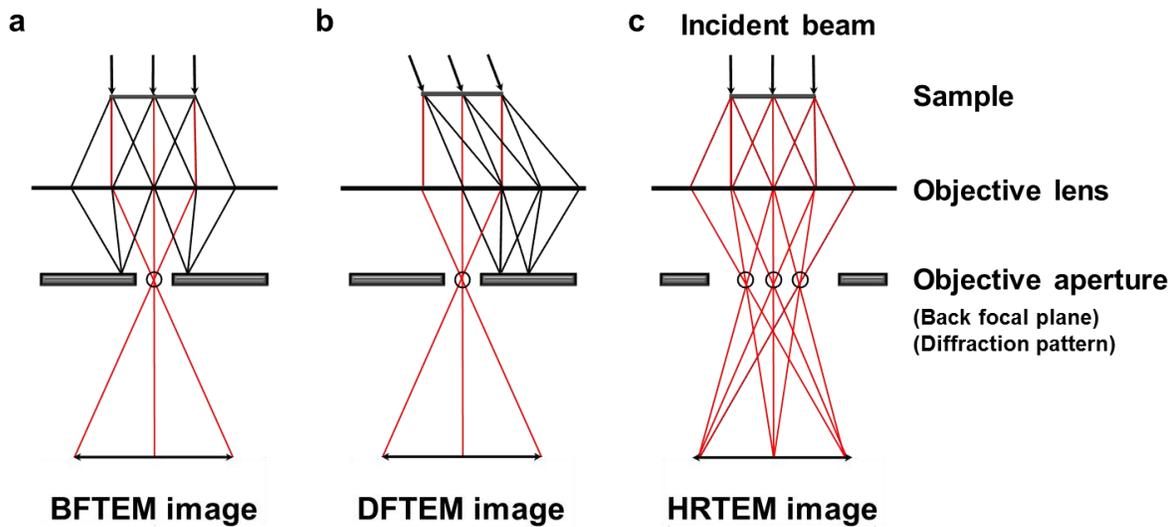 a
b
c
Incident beam
Sample
Objective lens
Objective aperture
(Back focal plane)
(Diffraction pattern)
BFTEM image
DFTEM image
HRTEM image